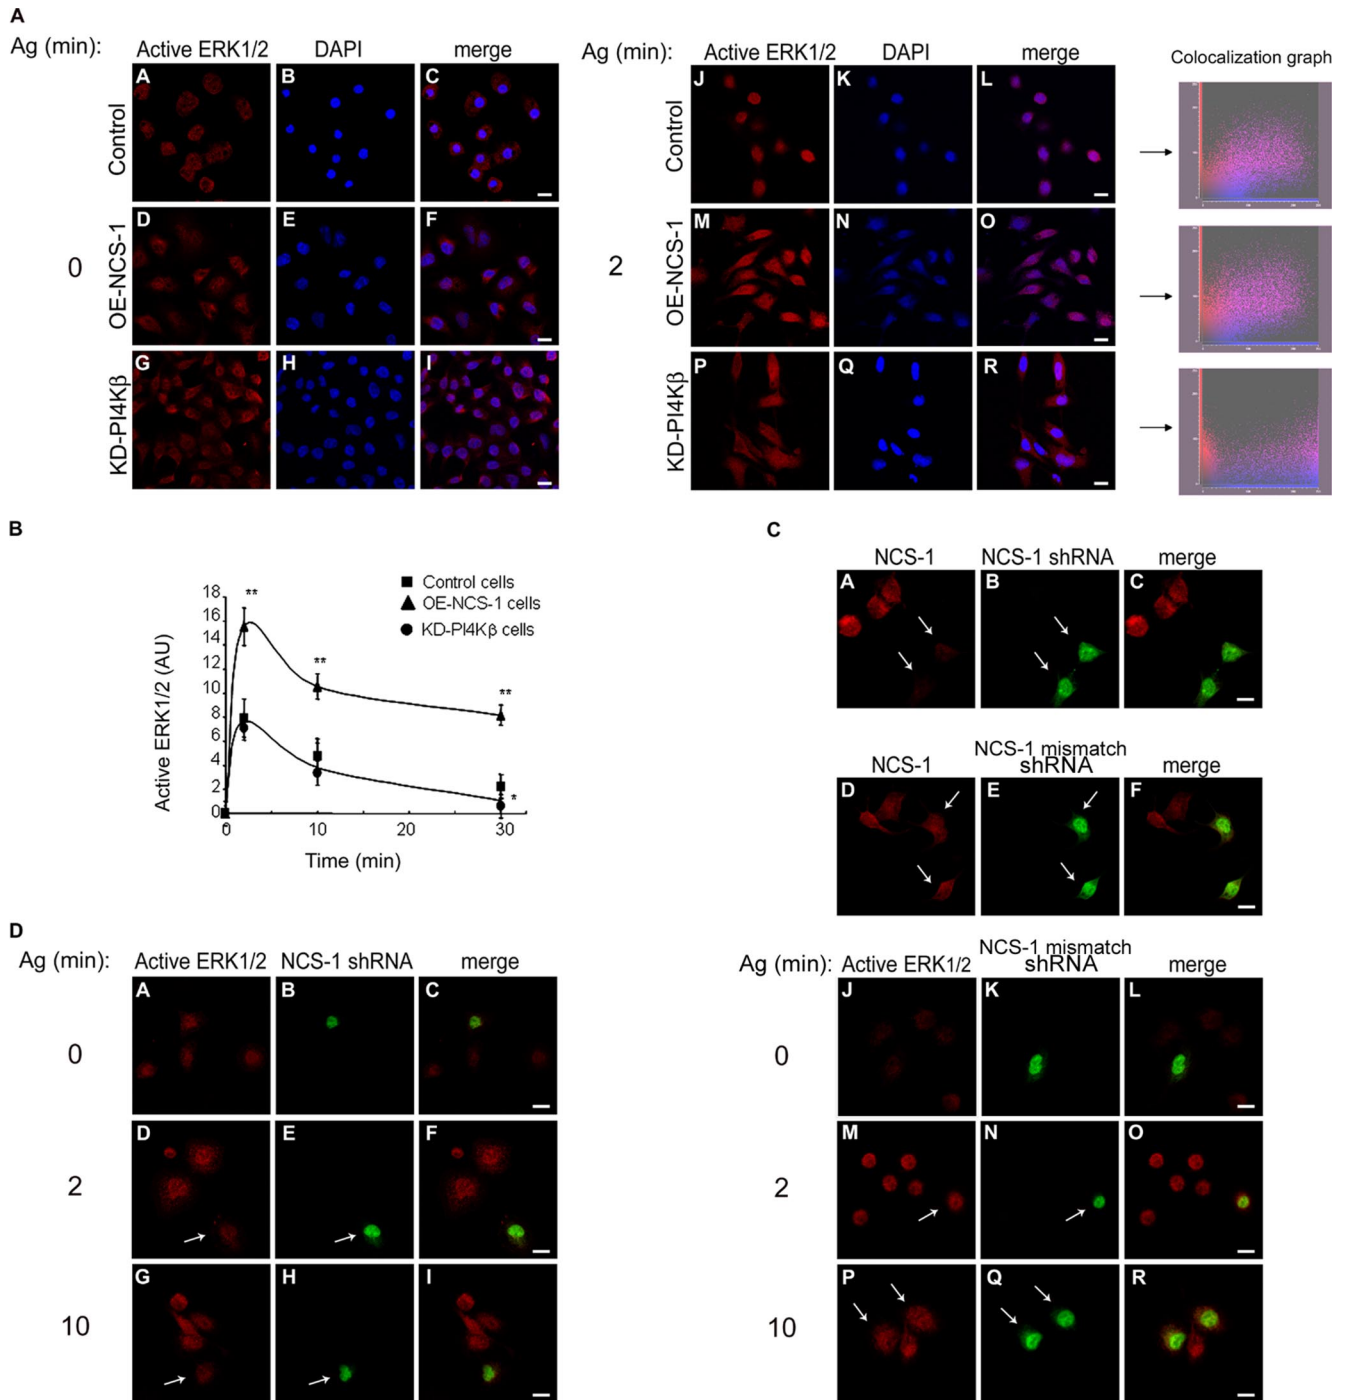 A
Ag (min): Active ERK1/2 DAPI merge
Ag (min): Active ERK1/2 DAPI merge Colocalization graph
Control
A B C
J K L
Control
0
OE-NCS-1
D E F
2
OE-NCS-1
M N O
KD-PI4Kβ
G H I
KD-PI4Kβ
P Q R
B
Active ERK1/2 (AU)
18
16
14
12
10
8
6
4
2
0
** ** ** *
0 10 20 30
Time (min)
Control cells
OE-NCS-1 cells
KD-PI4Kβ cells
C
NCS-1 NCS-1 shRNA merge
A B C
NCS-1 NCS-1 mismatch shRNA merge
D E F
D
Ag (min): Active ERK1/2 NCS-1 shRNA merge
0 A B C
2 D E F
10 G H I
NCS-1 mismatch
Ag (min): Active ERK1/2 shRNA merge
0 J K L
2 M N O
10 P Q R